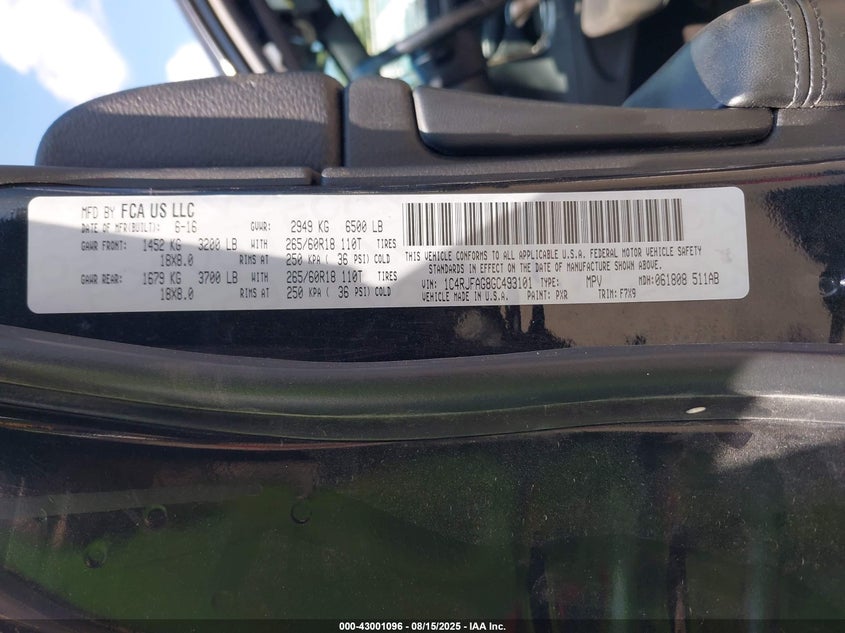 MFD BY FCA US LLC
DATE OF MFR(BUILT): 6-16 GVWR: 2949 KG 6500 LB
GAWR FRONT: 1452 KG 3200 LB WITH 265/60R18 110T TIRES
18X8.0 RIMS AT 250 KPA ( 36 PSI) COLD
GAWR REAR: 1679 KG 3700 LB WITH 265/60R18 110T TIRES
18X8.0 RIMS AT 250 KPA ( 36 PSI) COLD
THIS VEHICLE CONFORMS TO ALL APPLICABLE U.S.A. FEDERAL MOTOR VEHICLE SAFETY
STANDARDS IN EFFECT ON THE DATE OF MANUFACTURE SHOWN ABOVE.
VIN: 1C4RJFAG8GC493101 TYPE: MPV MDH: 061808 511AB
VEHICLE MADE IN U.S.A. PAINT: PXR TRIM: F7X9
000-43001096 - 08/15/2025 - IAA Inc.